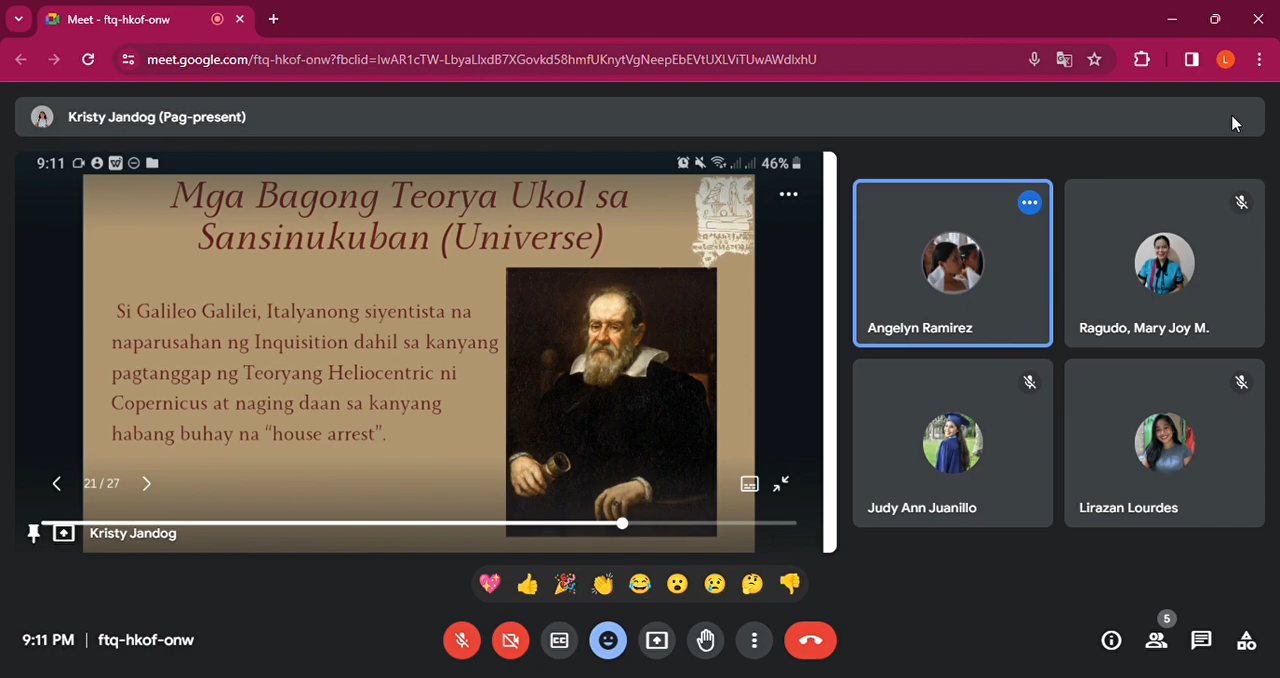 Meet - ftq-hkof-onw
meet.google.com/ftq-hkof-onw?fbclid=IwAR1cTW-LbyaLlxdB7XGovkd58hmfUKnytVgNeepEbEVtUXLViTUwAWdlxhU
L
Kristy Jandog (Pag-present)
9:11
46%
Mga Bagong Teorya Ukol sa
Sansinukuban (Universe)
Si Galileo Galilei, Italyanong siyentista na
naparusahan ng Inquisition dahil sa kanyang
pagtanggap ng Teoryang Heliocentric ni
Copernicus at naging daan sa kanyang
habang buhay na “house arrest”.
21 / 27
Kristy Jandog
Angelyn Ramirez
Ragudo, Mary Joy M.
Judy Ann Juanillo
Lirazan Lourdes
9:11 PM | ftq-hkof-onw
5